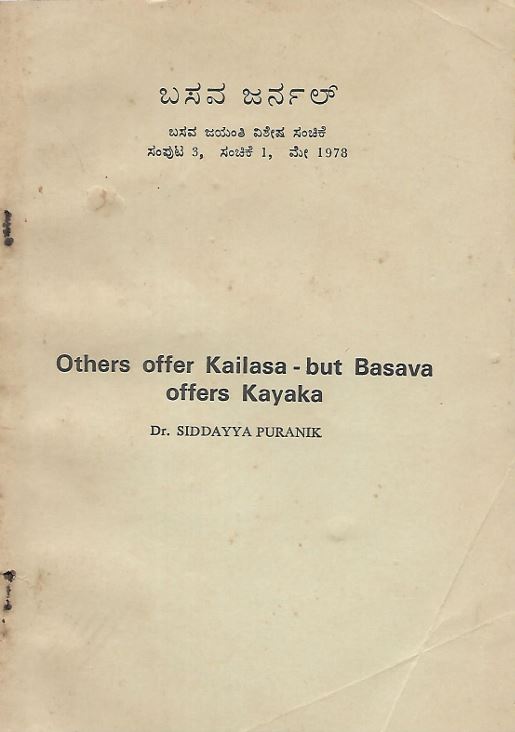 ಬಸವ ಜರ್ನಲ್
ಬಸವ ಜಯಂತಿ ವಿಶೇಷ ಸಂಚಿಕೆ
ಸಂಪುಟ 3, ಸಂಚಿಕೆ 1, ಮೇ 1978
Others offer Kailasa - but Basava
offers Kayaka
Dr. SIDDAYYA PURANIK